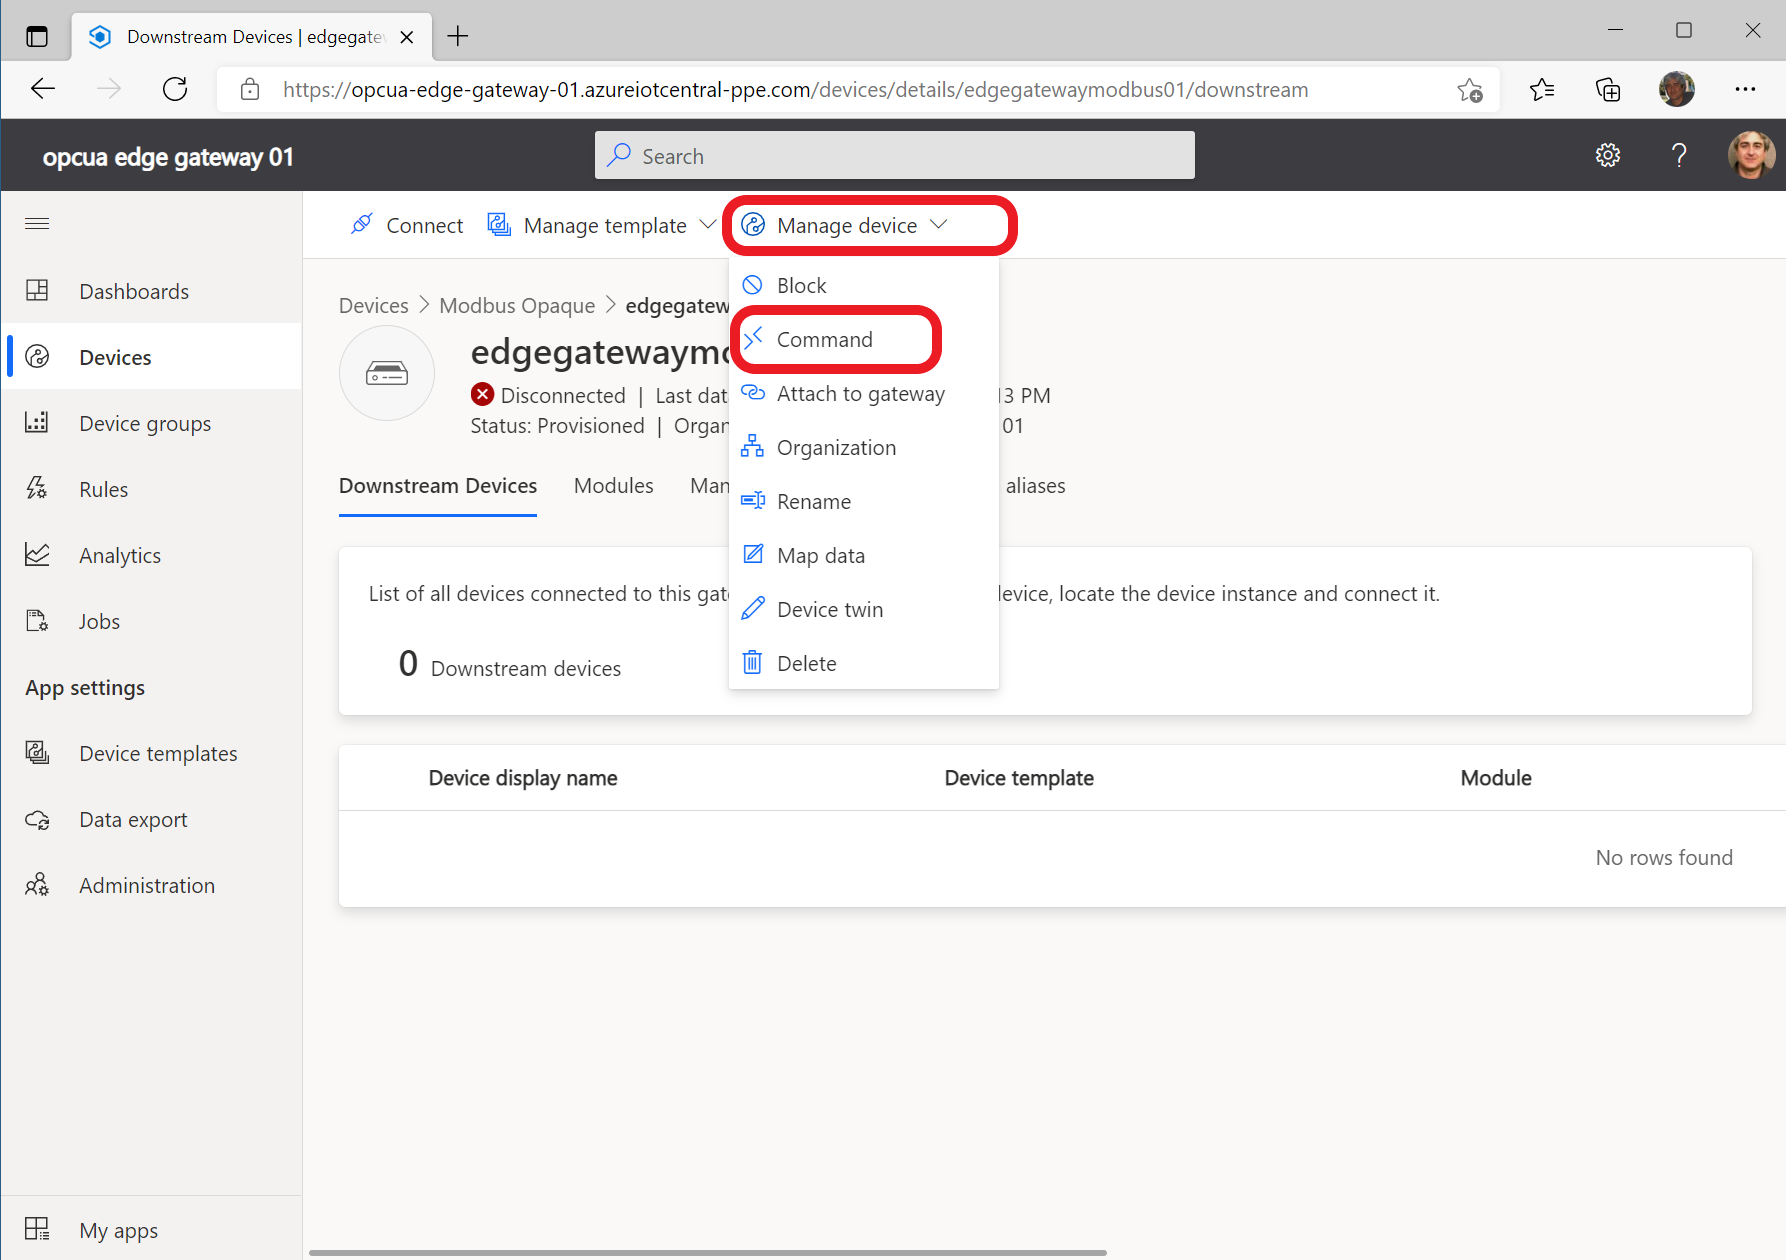 Downstream Devices | edgegate
https://opcua-edge-gateway-01.azureiotcentral-ppe.com/devices/details/edgegatewaymodbus01/downstream
opcua edge gateway 01
Search
?
Connect
Manage template
Manage device
Block
Command
Attach to gateway
Organization
Rename
Map data
Device twin
Delete
Dashboards
Devices
Device groups
Rules
Analytics
Jobs
App settings
Device templates
Data export
Administration
My apps
Devices > Modbus Opaque > edgegatew
edgegatewaymo
Disconnected | Last dat 13 PM
Status: Provisioned | Organ 01
Downstream Devices
Modules
Man
aliases
List of all devices connected to this gate device, locate the device instance and connect it.
0 Downstream devices
Device display name
Device template
Module
No rows found